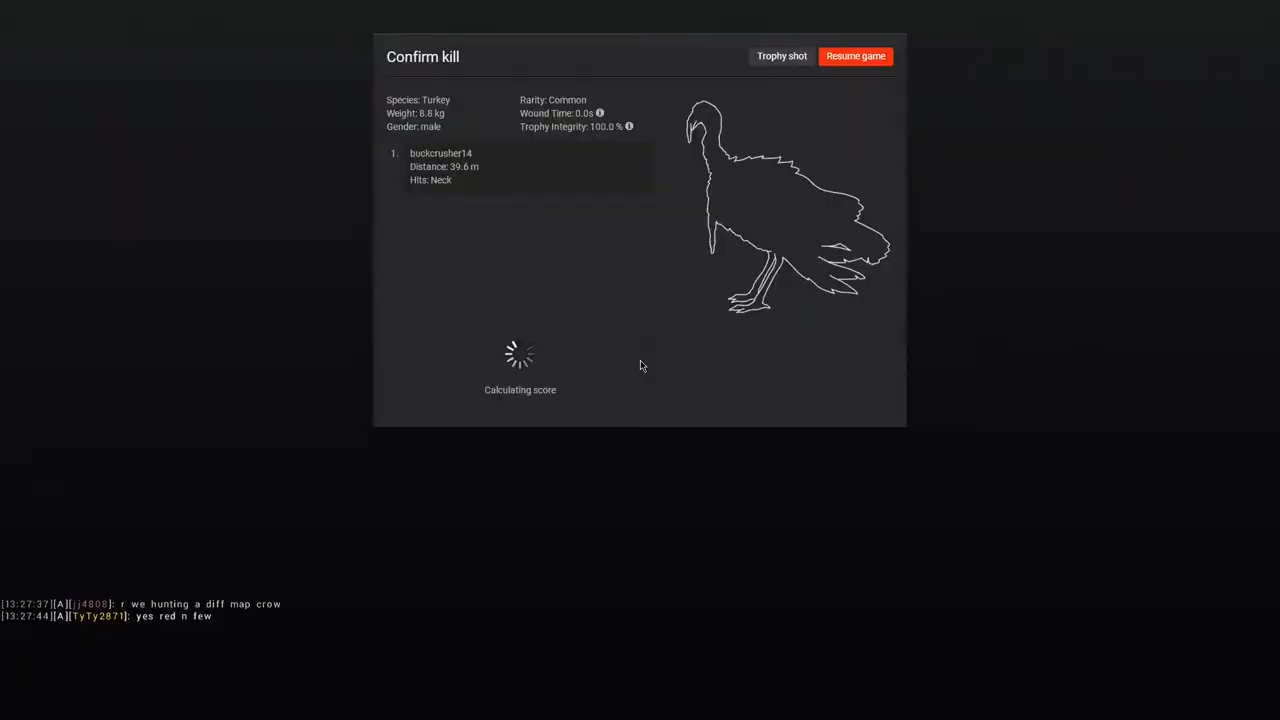 Confirm kill
Trophy shot
Resume game
Species: Turkey
Rarity: Common
Weight: 8.8 kg
Wound Time: 0.0s
Gender: male
Trophy Integrity: 100.0 %
1. buckcrusher14
Distance: 39.6 m
Hits: Neck
Calculating score
[13:27:37][A][jj4808]: r we hunting a diff map crow
[13:27:44][A][TyTy2871]: yes red n few